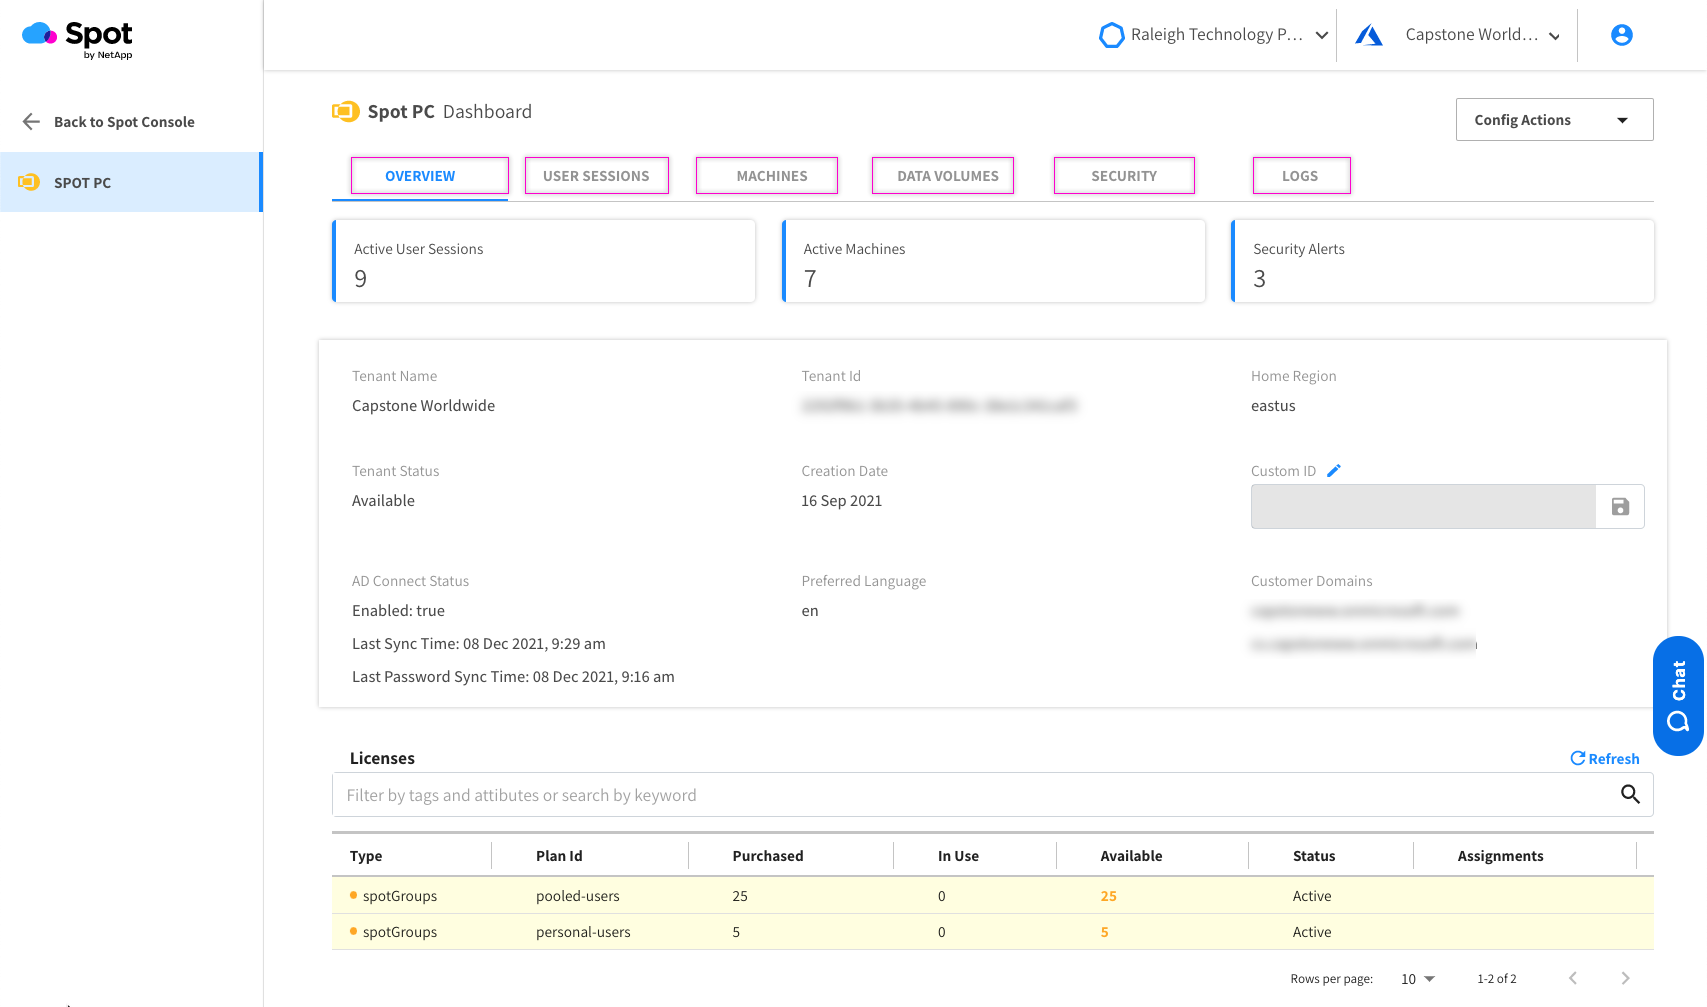 Spot
by NetApp
Raleigh Technology P...
Capstone World...
Back to Spot Console
SPOT PC
Spot PC Dashboard
Config Actions
OVERVIEW
USER SESSIONS
MACHINES
DATA VOLUMES
SECURITY
LOGS
Active User Sessions
9
Active Machines
7
Security Alerts
3
Tenant Name
Capstone Worldwide
Tenant Id
Home Region
eastus
Tenant Status
Available
Creation Date
16 Sep 2021
Custom ID
AD Connect Status
Enabled: true
Last Sync Time: 08 Dec 2021, 9:29 am
Last Password Sync Time: 08 Dec 2021, 9:16 am
Preferred Language
en
Customer Domains
Chat
Licenses
Refresh
Filter by tags and attibutes or search by keyword
Type Plan Id Purchased In Use Available Status Assignments
spotGroups pooled-users 25 0 25 Active
spotGroups personal-users 5 0 5 Active
Rows per page: 10 1-2 of 2